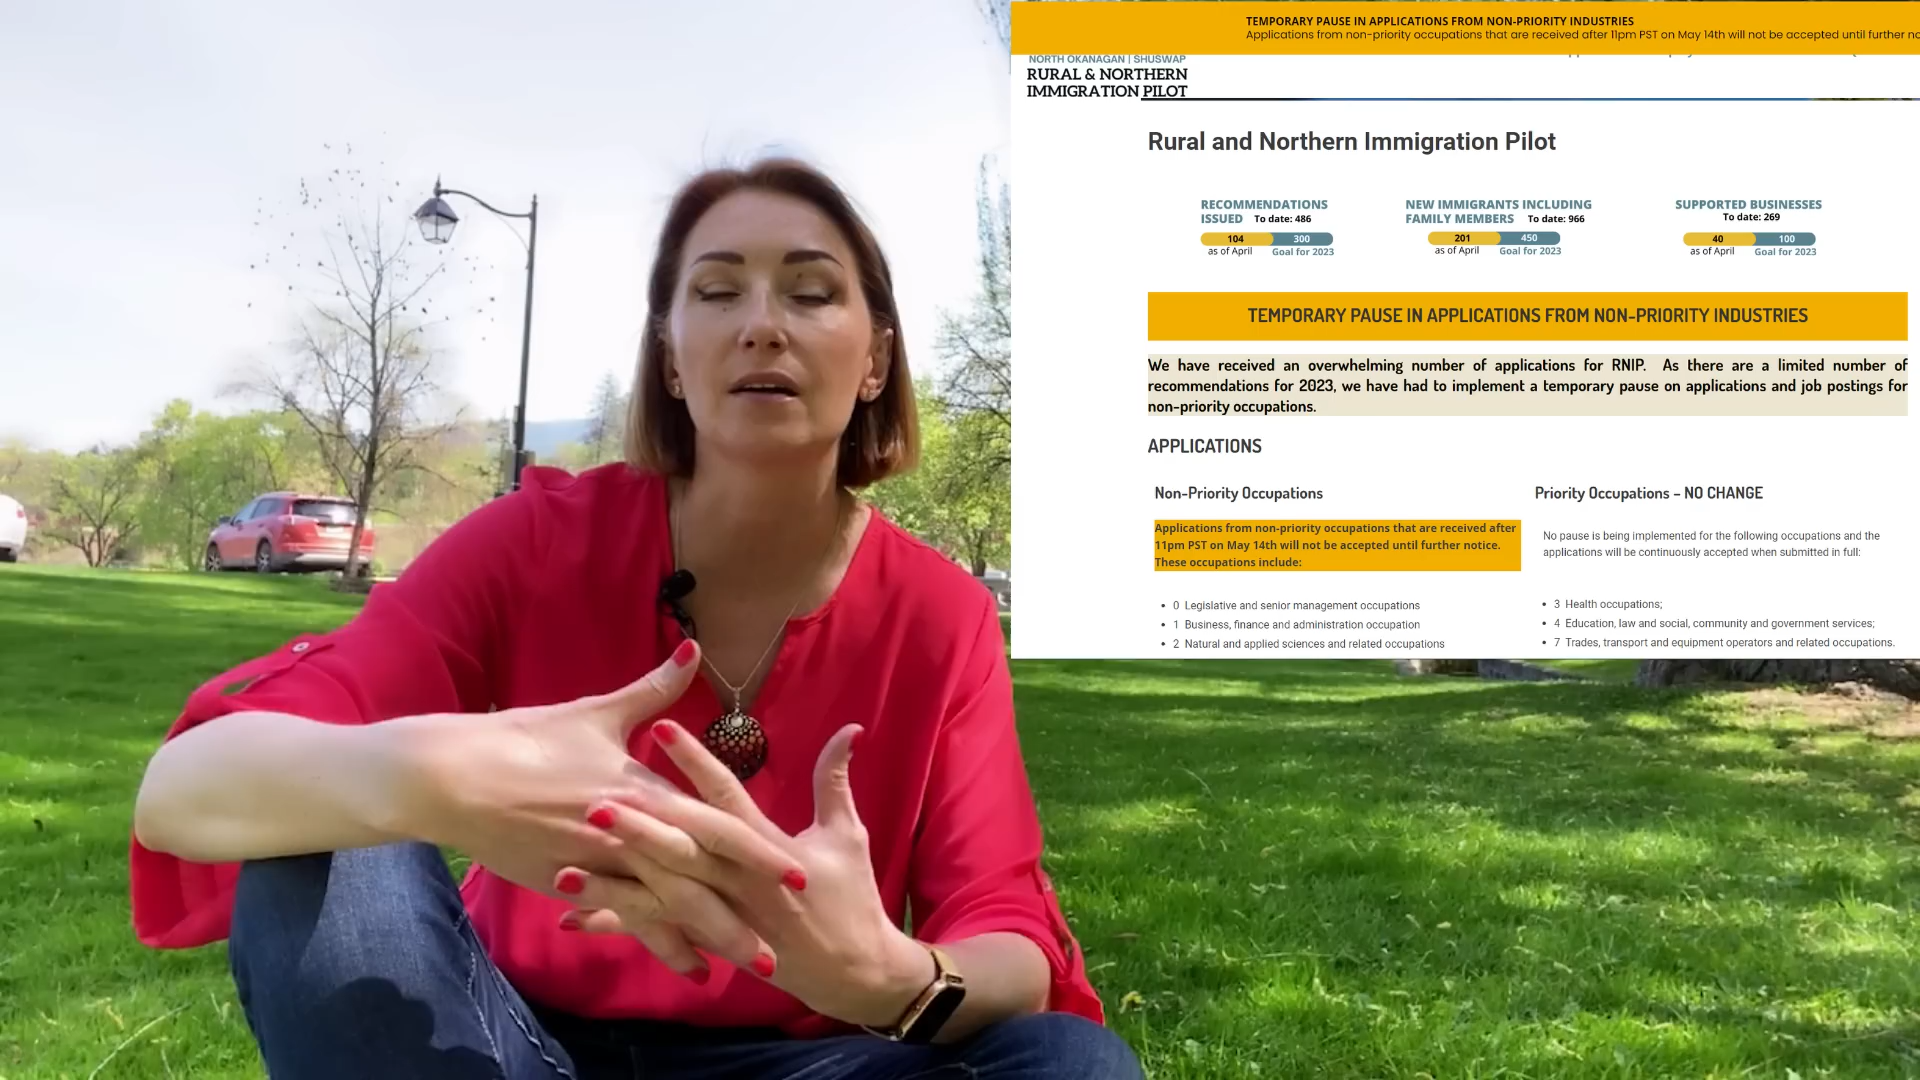 TEMPORARY PAUSE IN APPLICATIONS FROM NON-PRIORITY INDUSTRIES
Applications from non-priority occupations that are received after 11pm PST on May 14th will not be accepted until further
NORTH OKANAGAN | SHUSWAP
RURAL & NORTHERN
IMMIGRATION PILOT
Rural and Northern Immigration Pilot
RECOMMENDATIONS
ISSUED To date: 486
104 300
as of April Goal for 2023
NEW IMMIGRANTS INCLUDING
FAMILY MEMBERS To date: 966
201 450
as of April Goal for 2023
SUPPORTED BUSINESSES
To date: 269
40 100
as of April Goal for 2023
TEMPORARY PAUSE IN APPLICATIONS FROM NON-PRIORITY INDUSTRIES
We have received an overwhelming number of applications for RNIP. As there are a limited number of
recommendations for 2023, we have had to implement a temporary pause on applications and job postings for
non-priority occupations.
APPLICATIONS
Non-Priority Occupations
Applications from non-priority occupations that are received after
11pm PST on May 14th will not be accepted until further notice.
These occupations include:
• 0 Legislative and senior management occupations
• 1 Business, finance and administration occupation
• 2 Natural and applied sciences and related occupations
Priority Occupations – NO CHANGE
No pause is being implemented for the following occupations and the
applications will be continuously accepted when submitted in full:
• 3 Health occupations;
• 4 Education, law and social, community and government services;
• 7 Trades, transport and equipment operators and related occupations.